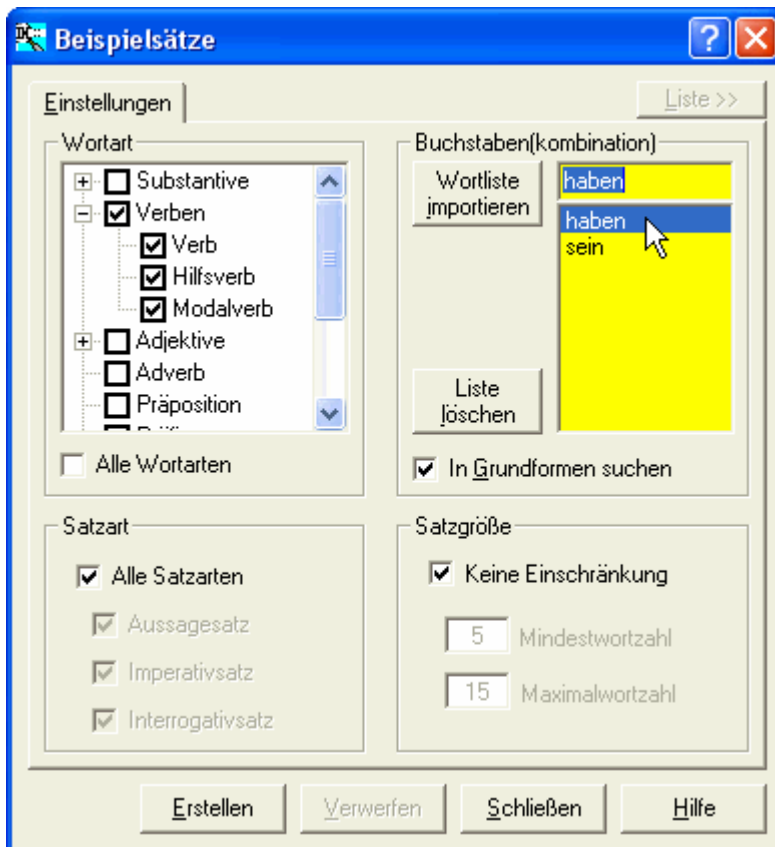 Beispielsätze
Einstellungen
Liste >>
Wortart
Substantive
Verben
Verb
Hilfsverb
Modalverb
Adjektive
Adverb
Präposition
Alle Wortarten
Buchstaben(kombination)
Wortliste
importieren
haben
haben
sein
Liste
löschen
In Grundformen suchen
Satzart
Alle Satzarten
Aussagesatz
Imperativsatz
Interrogativsatz
Satzgröße
Keine Einschränkung
5 Mindestwortzahl
15 Maximalwortzahl
Erstellen
Verwerfen
Schließen
Hilfe